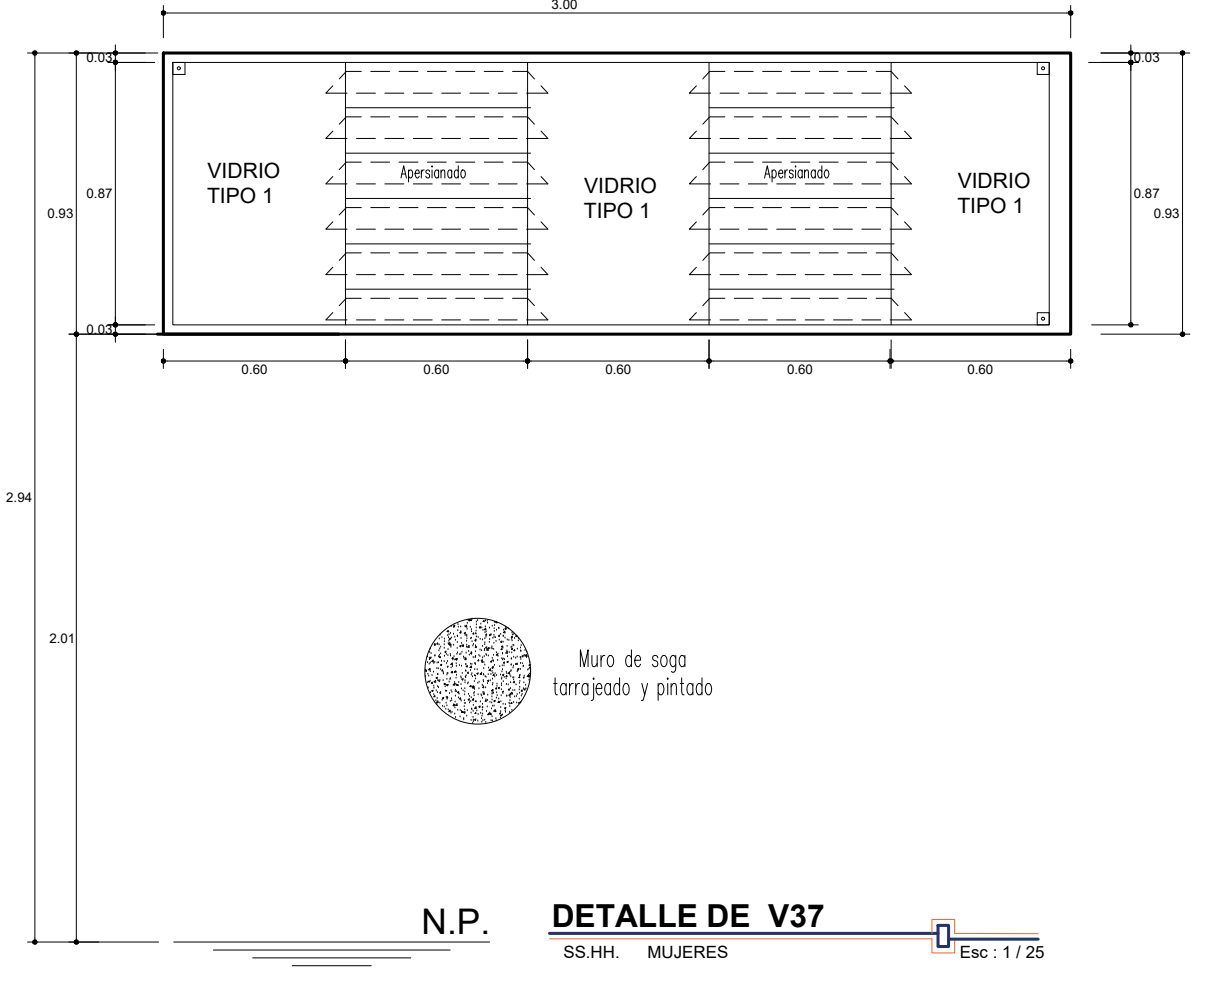 3.00
0.03
0.03
VIDRIO
TIPO 1
Apersianado
VIDRIO
TIPO 1
Apersianado
VIDRIO
TIPO 1
0.87
0.93
0.87
0.93
0.03
0.60
0.60
0.60
0.60
0.60
2.94
2.01
Muro de soga
tarrajeado y pintado
N.P.
DETALLE DE V37
SS.HH. MUJERES
Esc : 1 / 25